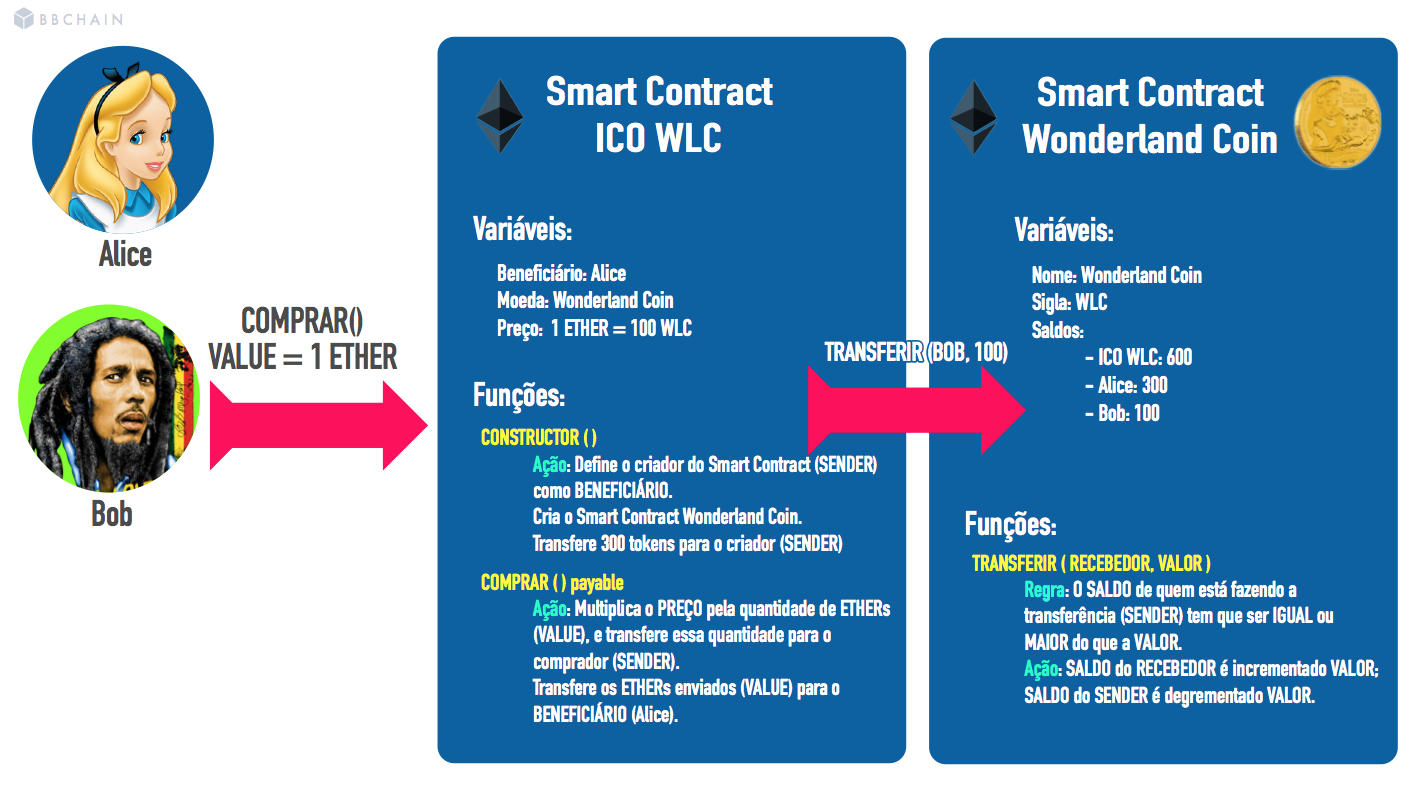 BBCHAIN
Alice
COMPRAR()
VALUE = 1 ETHER
Bob
Smart Contract
ICO WLC
Variáveis:
Beneficiário: Alice
Moeda: Wonderland Coin
Preço: 1 ETHER = 100 WLC
TRANSFERIR (BOB, 100)
Funções:
CONSTRUCTOR ( )
Ação: Define o criador do Smart Contract (SENDER)
como BENEFICIÁRIO.
Cria o Smart Contract Wonderland Coin.
Transfere 300 tokens para o criador (SENDER)
COMPRAR ( ) payable
Ação: Multiplica o PREÇO pela quantidade de ETHERs
(VALUE), e transfere essa quantidade para o
comprador (SENDER).
Transfere os ETHERs enviados (VALUE) para o
BENEFICIÁRIO (Alice).
Smart Contract
Wonderland Coin
Variáveis:
Nome: Wonderland Coin
Sigla: WLC
Saldos:
- ICO WLC: 600
- Alice: 300
- Bob: 100
Funções:
TRANSFERIR ( RECEBEDOR, VALOR )
Regra: O SALDO de quem está fazendo a
transferência (SENDER) tem que ser IGUAL ou
MAIOR do que a VALOR.
Ação: SALDO do RECEBEDOR é incrementado VALOR;
SALDO do SENDER é degrementado VALOR.